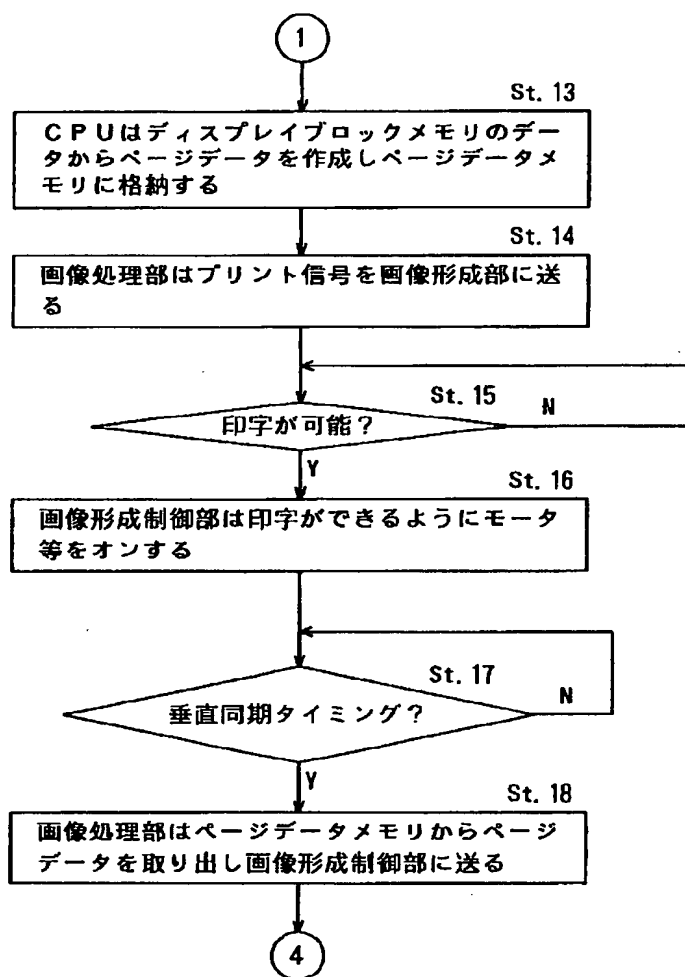 1
St. 13
CPUはディスプレイブロックメモリのデー
タからページデータを作成しページデータメ
モリに格納する
St. 14
画像処理部はプリント信号を画像形成部に送
る
St. 15
印字が可能?
N
Y
St. 16
画像形成制御部は印字ができるようにモータ
等をオンする
St. 17
垂直同期タイミング?
N
Y
St. 18
画像処理部はページデータメモリからページ
データを取り出し画像形成制御部に送る
4